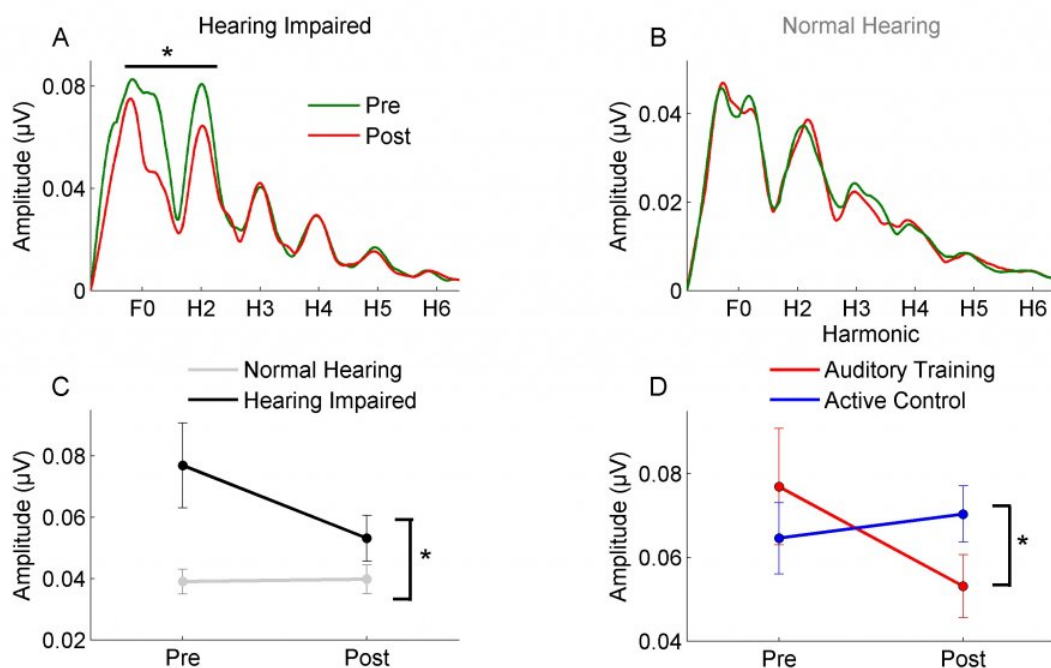 A
Hearing Impaired
*
Pre
Post
Amplitude (µV)
0.08
0.04
0
F0 H2 H3 H4 H5 H6
B
Normal Hearing
Amplitude (µV)
0.04
0.02
0
F0 H2 H3 H4 H5 H6
Harmonic
C
Normal Hearing
Hearing Impaired
Amplitude (µV)
0.08
0.06
0.04
0.02
*
Pre Post
D
Auditory Training
Active Control
Amplitude (µV)
0.08
0.06
0.04
*
Pre Post